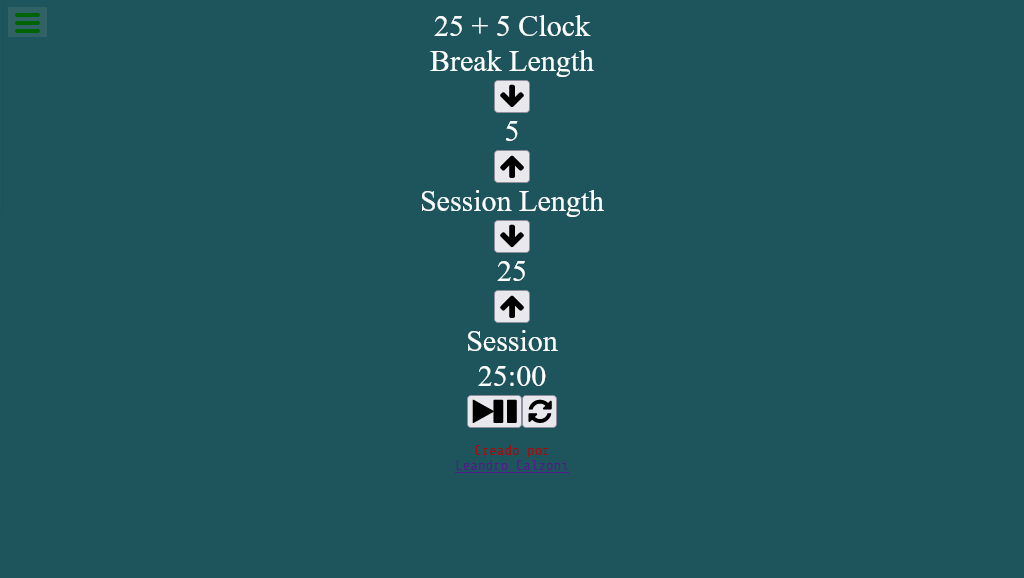 25 + 5 Clock
Break Length
5
Session Length
25
Session
25:00
Creado por
Leandro Calzoni